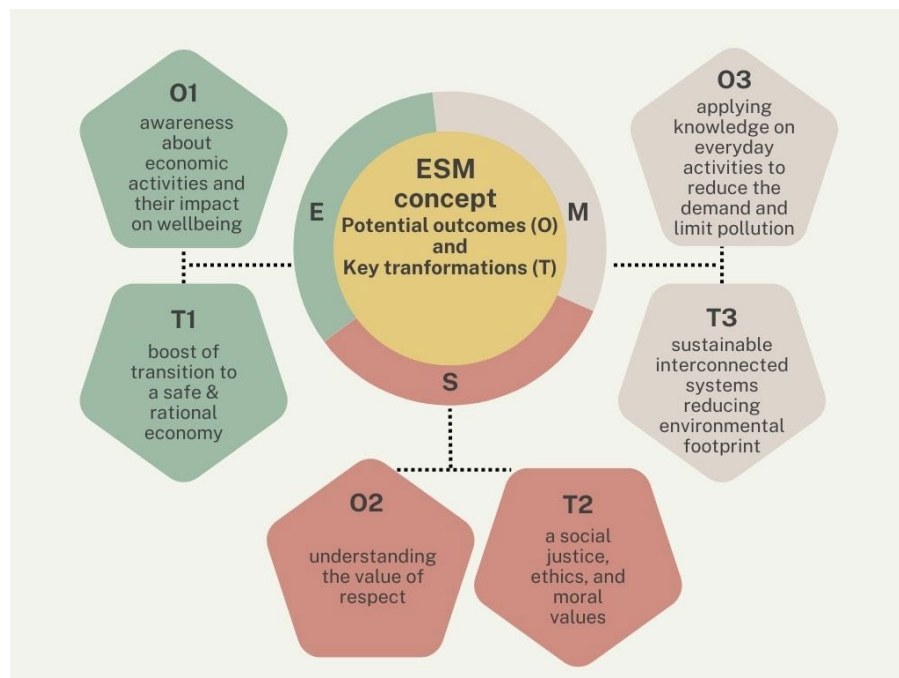 O1
awareness
about
economic
activities and
their impact
on wellbeing
T1
boost of
transition to
a safe &
rational
economy
E
ESM
concept
Potential outcomes (O)
and
Key tranformations (T)
M
S
O3
applying
knowledge on
everyday
activities to
reduce the
demand and
limit pollution
T3
sustainable
interconnected
systems
reducing
environmental
footprint
O2
understanding
the value of
respect
T2
a social
justice,
ethics, and
moral
values